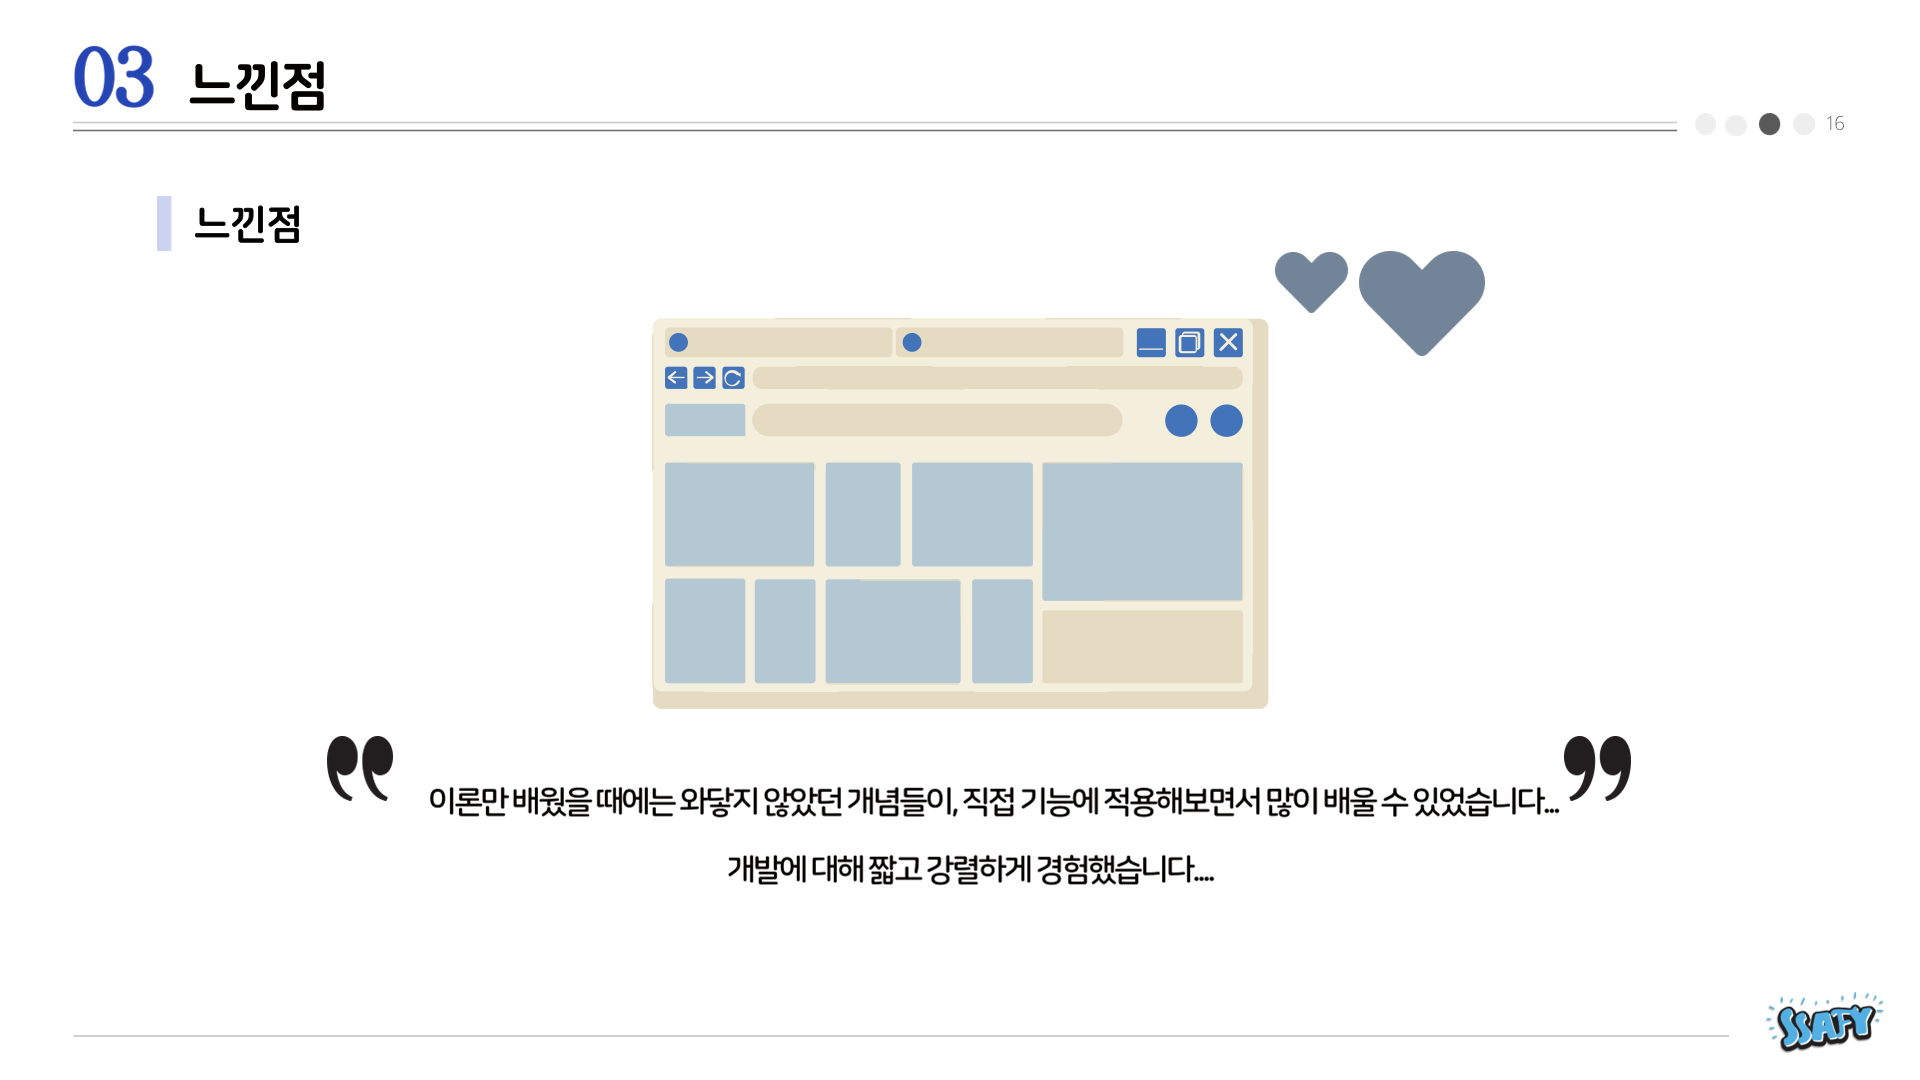 03 느낀점
16
느낀점
이론만 배웠을 때에는 와닿지 않았던 개념들이, 직접 기능에 적용해보면서 많이 배울 수 있었습니다...
개발에 대해 짧고 강렬하게 경험했습니다....
SSAFY